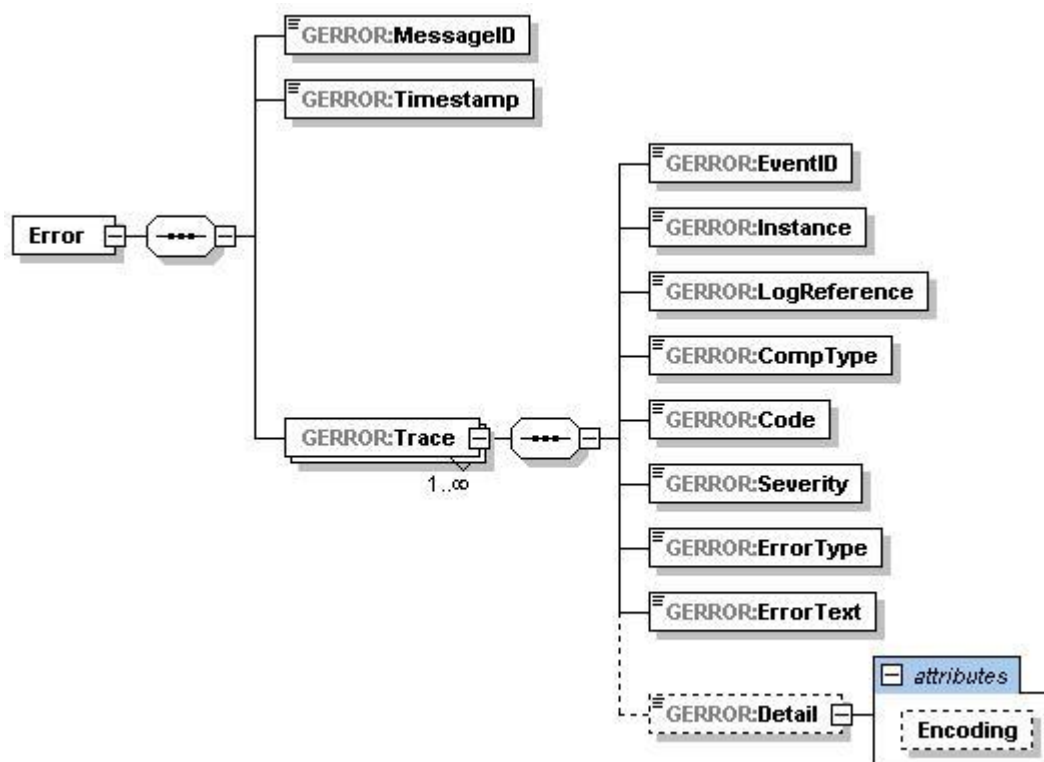 GERROR:MessageID
GERROR:Timestamp
Error
GERROR:Trace
1..∞
GERROR:EventID
GERROR:Instance
GERROR:LogReference
GERROR:CompType
GERROR:Code
GERROR:Severity
GERROR:ErrorType
GERROR:ErrorText
GERROR:Detail
attributes
Encoding